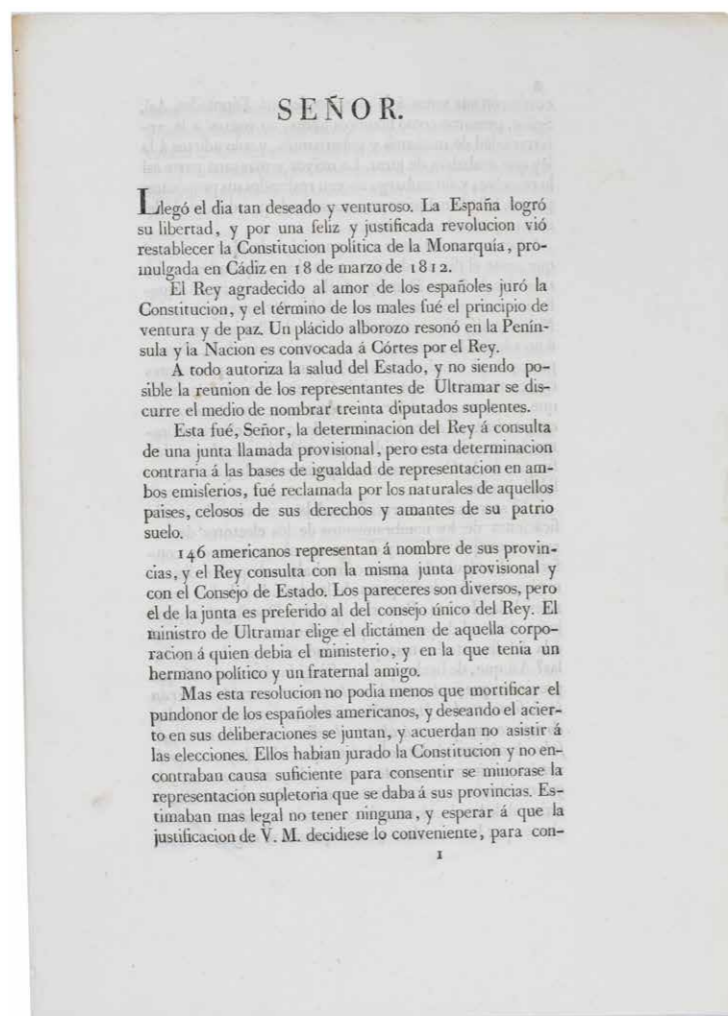 SEÑOR.
Llegó el dia tan deseado y venturoso. La España logró
su libertad, y por una feliz y justificada revolucion vió
restablecer la Constitucion politica de la Monarquía, pro-
mulgada en Cádiz en 18 de marzo de 1812.
El Rey agradecido al amor de los españoles juró la
Constitucion, y el término de los males fué el principio de
ventura y de paz. Un plácido alborozo resonó en la Penín-
sula y la Nacion es convocada á Córtes por el Rey.
A todo autoriza la salud del Estado, y no siendo po-
sible la reunion de los representantes de Ultramar se dis-
curre el medio de nombrar treinta diputados suplentes.
Esta fué, Señor, la determinacion del Rey á consulta
de una junta llamada provisional, pero esta determinacion
contraria á las bases de igualdad de representacion en am-
bos emisferios, fué reclamada por los naturales de aquellos
paises, celosos de sus derechos y amantes de su patrio
suelo.
146 americanos representan á nombre de sus provin-
cias, y el Rey consulta con la misma junta provisional y
con el Consejo de Estado. Los pareceres son diversos, pero
el de la junta es preferido al del consejo único del Rey. El
ministro de Ultramar elige el dictámen de aquella corpo-
racion á quien debia el ministerio, y en la que tenia un
hermano político y un fraternal amigo.
Mas esta resolucion no podia menos que mortificar el
pundonor de los españoles americanos, y deseando el acier-
to en sus deliberaciones se juntan, y acuerdan no asistir á
las elecciones. Ellos habian jurado la Constitucion y no en-
contraban causa suficiente para consentir se minorase la
representacion supletoria que se daba á sus provincias. Es-
timaban mas legal no tener ninguna, y esperar á que la
justificacion de V. M. decidiese lo conveniente, para con-
1